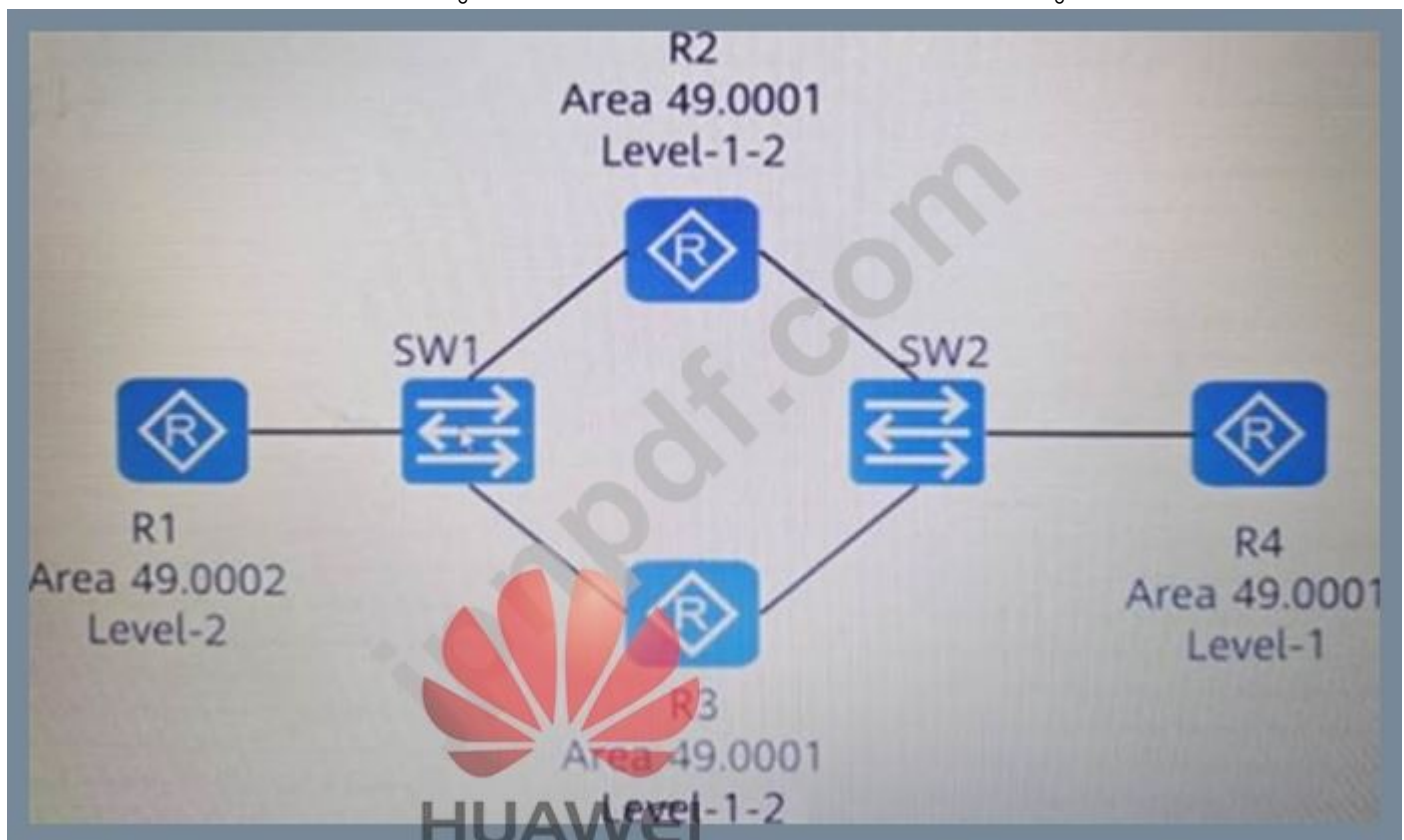 R2
Area 49.0001
Level-1-2
SW1
SW2
R
R
R
R1
Area 49.0002
Level-2
R4
Area 49.0001
Level-1
R
R3
Area 49.0001
Level-1-2
HUAWEI